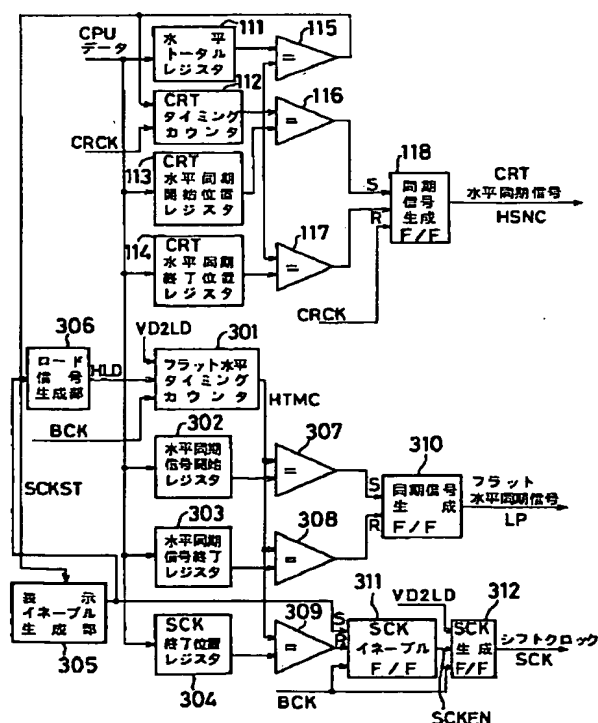 CPU
データ
111
水平
トータル
レジスタ
115
=
112
CRT
タイミング
カウンタ
116
=
CRCK
113
CRT
水平同期
開始位置
レジスタ
118
S
R
同期
信号
生成
F/F
CRT
水平同期信号
HSNC
114
CRT
水平同期
終了位置
レジスタ
117
=
CRCK
306
VD2LD
301
ロード
信号
生成部
HLD
フラット水平
タイミング
カウンタ
HTMC
BCK
302
307
310
SCKST
水平同期
信号開始
レジスタ
=
S
同期信号
生成
F/F
フラット
水平同期信号
LP
303
308
R
水平同期
信号終了
レジスタ
=
311
VD2LD
312
表示
イネーブル
生成部
305
SCK
終了位置
レジスタ
304
309
=
S
R
SCK
イネーブル
F/F
SCK
生成
F/F
シフトクロック
SCK
BCK
SCKEN